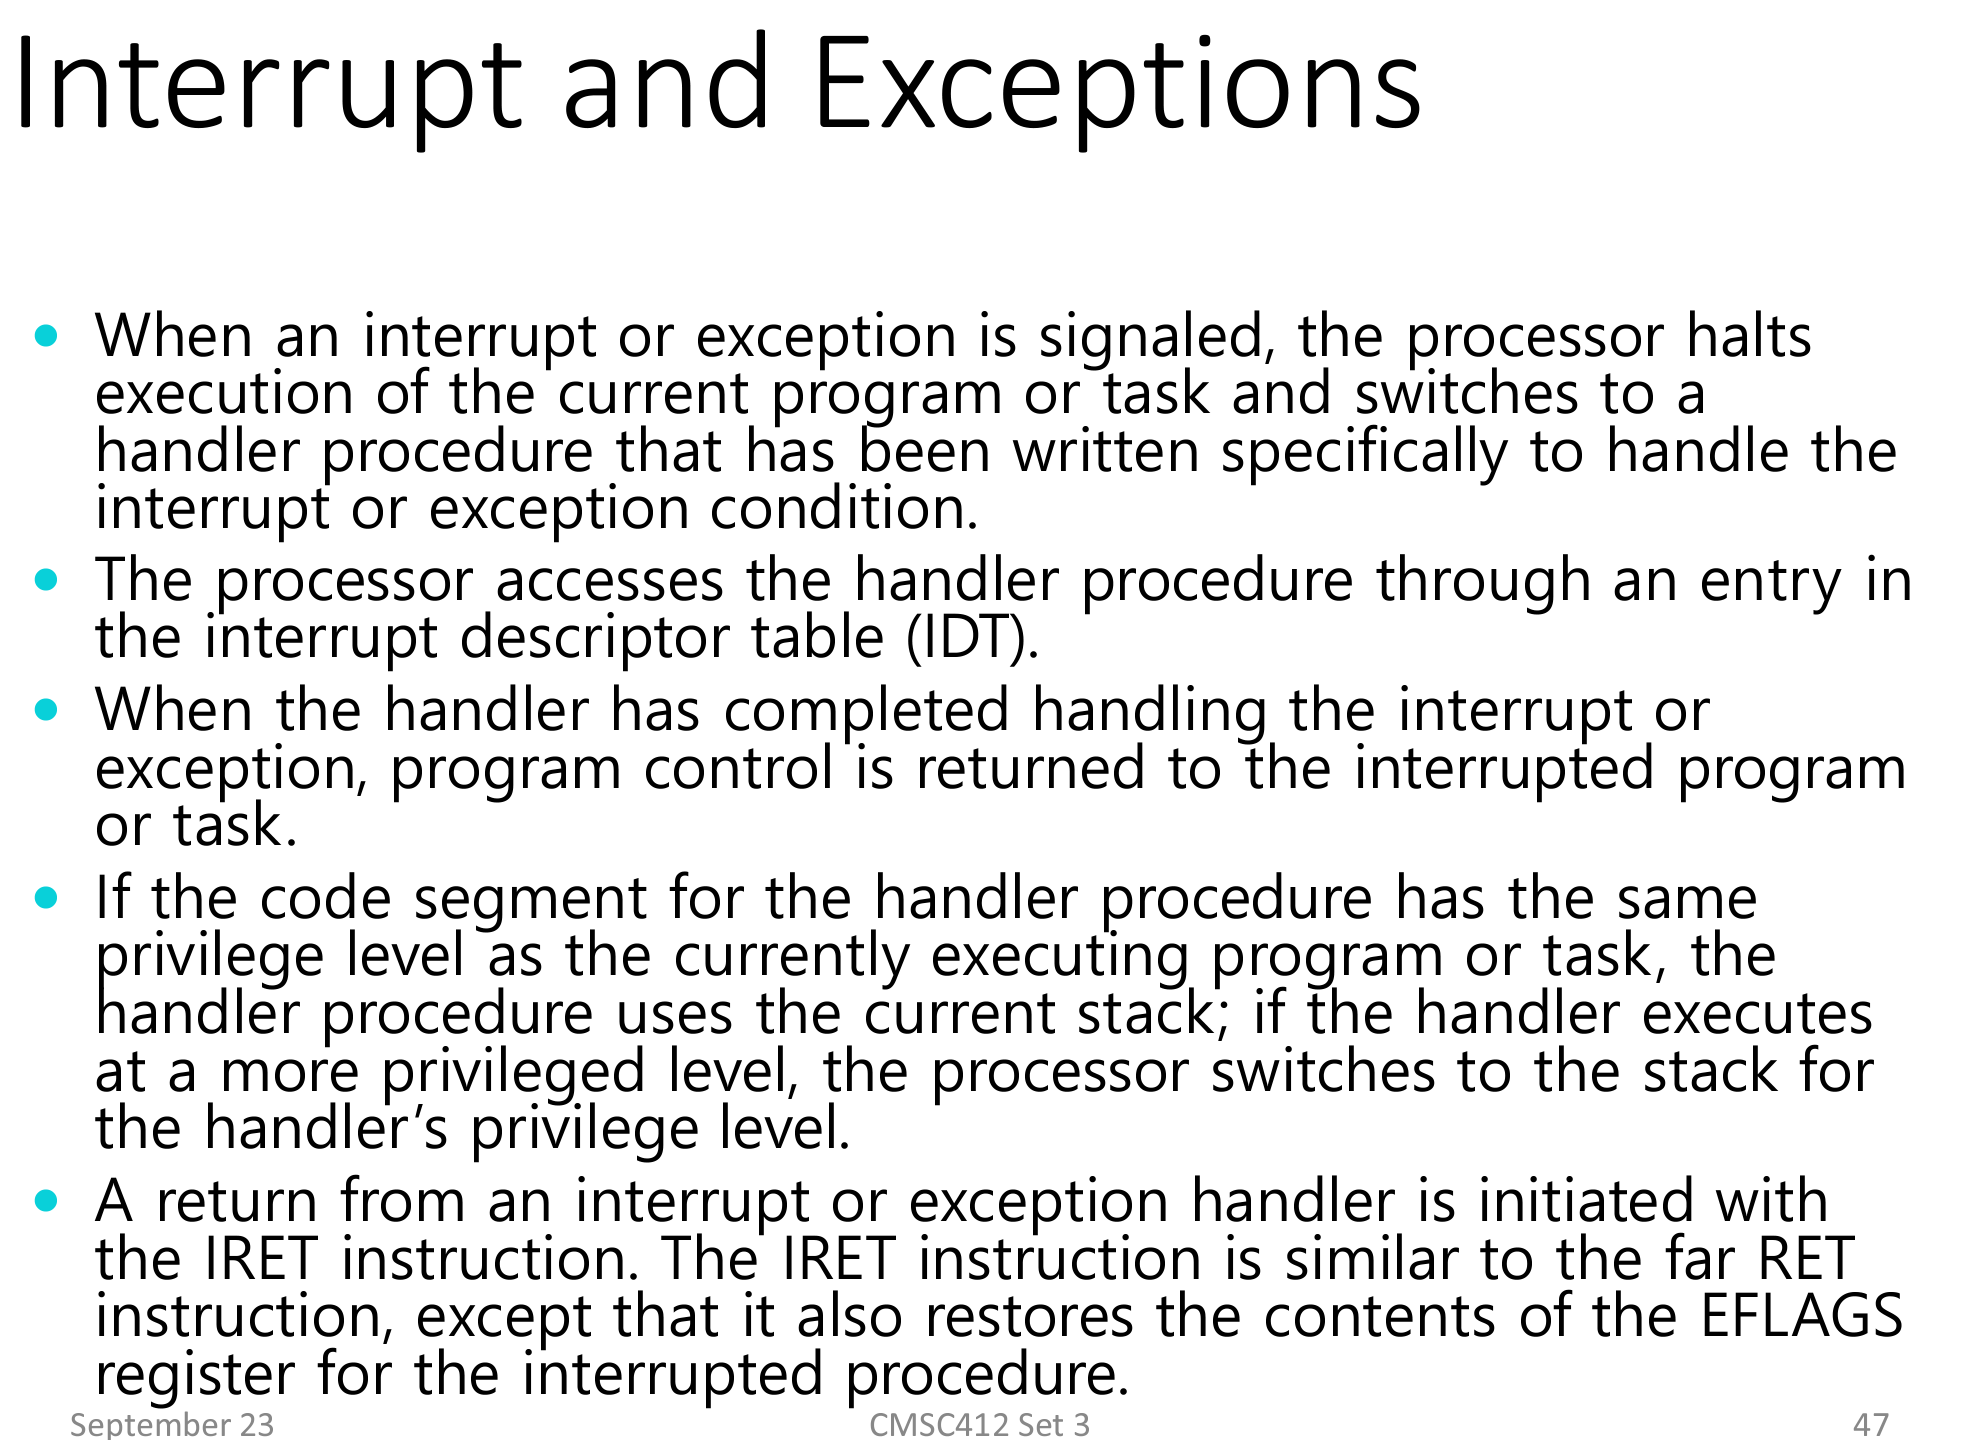 Interrupt and Exceptions
• When an interrupt or exception is signaled, the processor halts
execution of the current program or task and switches to a
handler procedure that has been written specifically to handle the
interrupt or exception condition.
• The processor accesses the handler procedure through an entry in
the interrupt descriptor table (IDT).
• When the handler has completed handling the interrupt or
exception, program control is returned to the interrupted program
or task.
• If the code segment for the handler procedure has the same
privilege level as the currently executing program or task, the
handler procedure uses the current stack; if the handler executes
at a more privileged level, the processor switches to the stack for
the handler’s privilege level.
• A return from an interrupt or exception handler is initiated with
the IRET instruction. The IRET instruction is similar to the far RET
instruction, except that it also restores the contents of the EFLAGS
register for the interrupted procedure.
September 23
CMSC412 Set 3
47